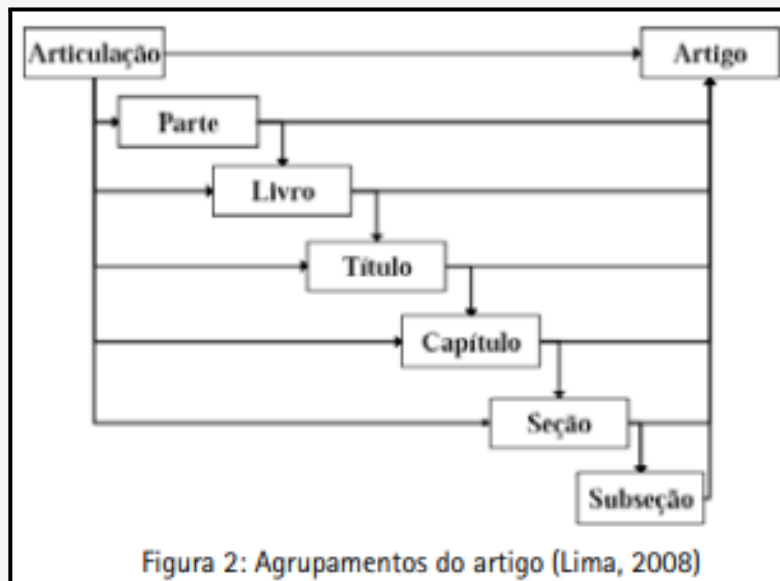 Articulação
Artigo
Parte
Livro
Título
Capítulo
Seção
Subseção
Figura 2: Agrupamentos do artigo (Lima, 2008)